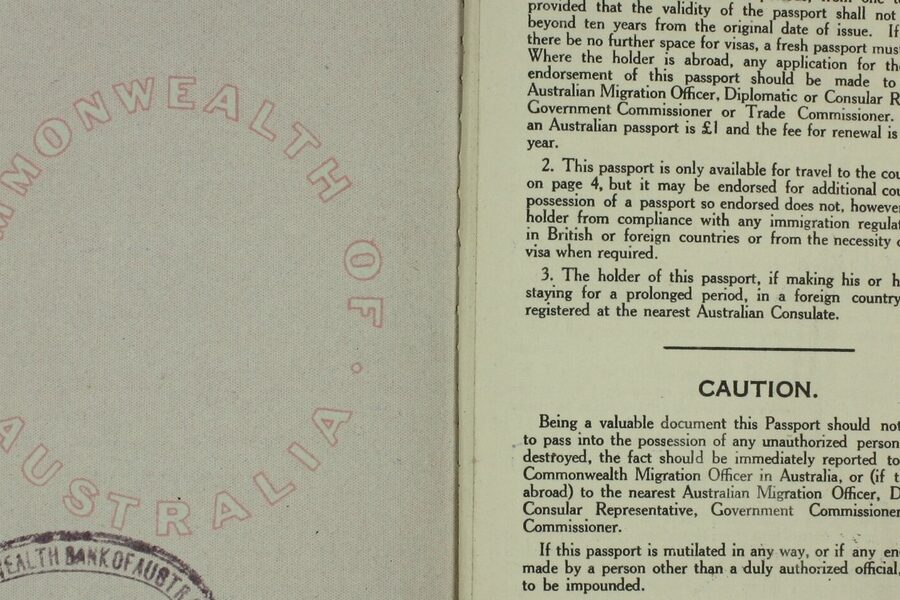 MMONWEALTH OF · AUSTRALIA
WEALTH BANK OF AUSTR
provided that the validity of the passport shall not
beyond ten years from the original date of issue. If
there be no further space for visas, a fresh passport mus
Where the holder is abroad, any application for the
endorsement of this passport should be made to
Australian Migration Officer, Diplomatic or Consular R
Government Commissioner or Trade Commissioner.
an Australian passport is £1 and the fee for renewal is
year.
2. This passport is only available for travel to the cou
on page 4, but it may be endorsed for additional cou
possession of a passport so endorsed does not, however
holder from compliance with any immigration regulat
in British or foreign countries or from the necessity o
visa when required.
3. The holder of this passport, if making his or h
staying for a prolonged period, in a foreign country
registered at the nearest Australian Consulate.
CAUTION.
Being a valuable document this Passport should not
to pass into the possession of any unauthorized person
destroyed, the fact should be immediately reported to
Commonwealth Migration Officer in Australia, or (if t
abroad) to the nearest Australian Migration Officer, D
Consular Representative, Government Commissioner
Commissioner.
If this passport is mutilated in any way, or if any en
made by a person other than a duly authorized official,
to be impounded.